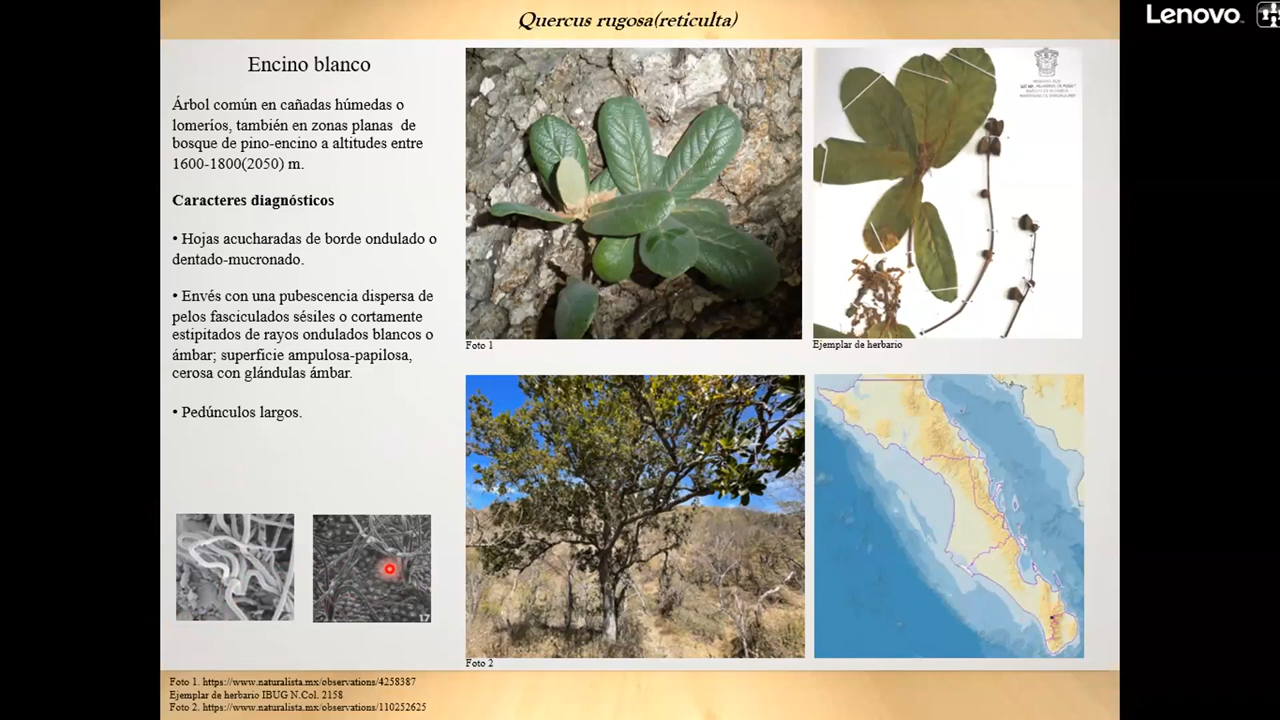 Quercus rugosa(reticulta)
Lenovo
Encino blanco
Árbol común en cañadas húmedas o
lomeríos, también en zonas planas de
bosque de pino-encino a altitudes entre
1600-1800(2050) m.
Caracteres diagnósticos
• Hojas acucharadas de borde ondulado o
dentado-mucronado.
• Envés con una pubescencia dispersa de
pelos fasciculados sésiles o cortamente
estipitados de rayos ondulados blancos o
ámbar; superficie ampulosa-papilosa,
cerosa con glándulas ámbar.
• Pedúnculos largos.
17
Foto 1
Ejemplar de herbario
Foto 2
Foto 1. https://www.naturalista.mx/observations/4258387
Ejemplar de herbario IBUG N.Col. 2158
Foto 2. https://www.naturalista.mx/observations/110252625